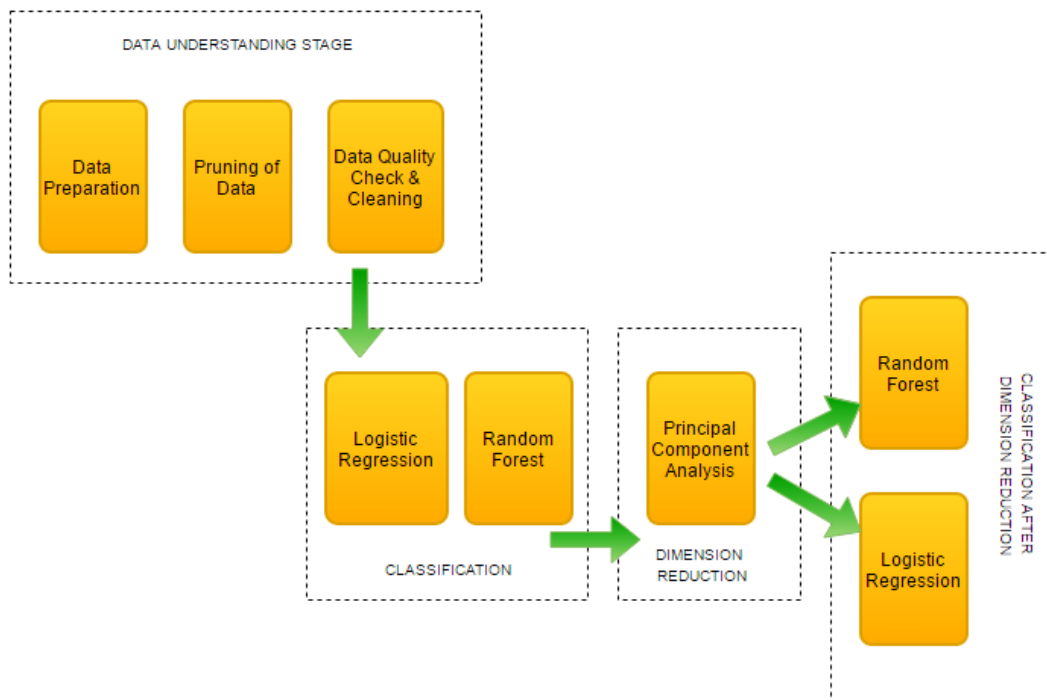 DATA UNDERSTANDING STAGE
Data
Preparation
Pruning of
Data
Data Quality
Check &
Cleaning
Logistic
Regression
Random
Forest
CLASSIFICATION
Principal
Component
Analysis
DIMENSION
REDUCTION
Random
Forest
Logistic
Regression
CLASSIFICATION AFTER
DIMENSION REDUCTION